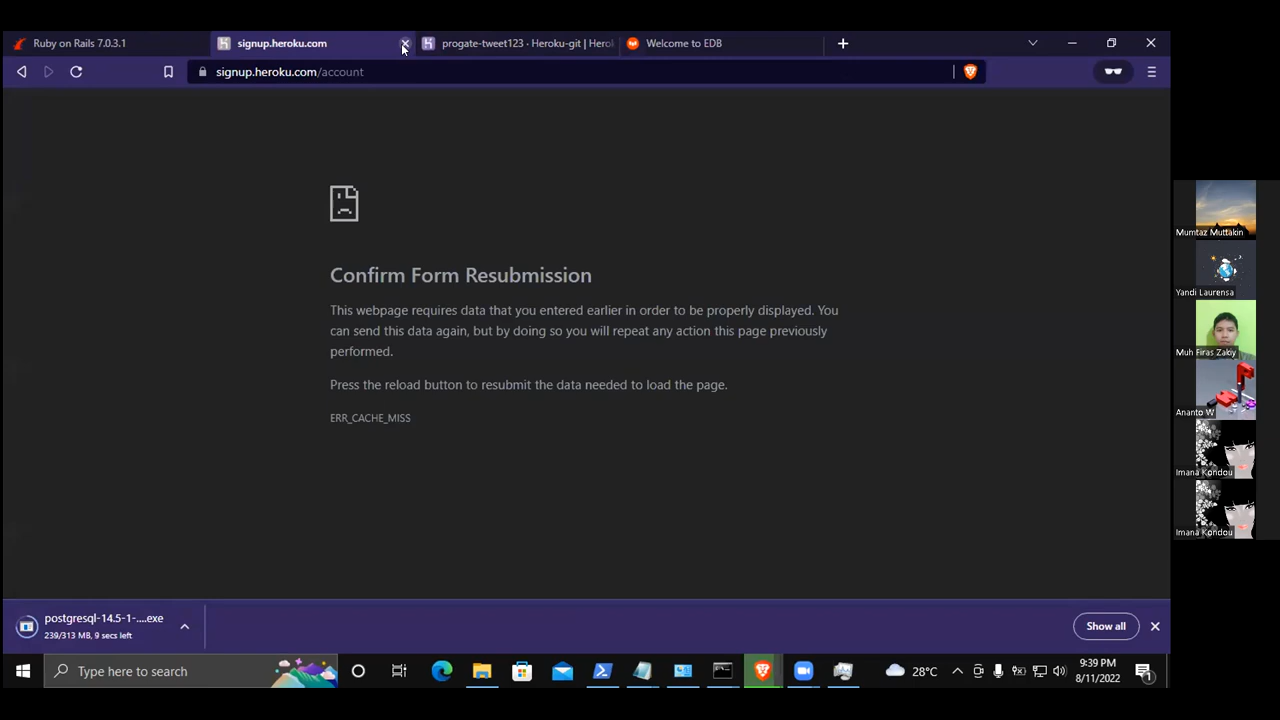 Ruby on Rails 7.0.3.1
signup.heroku.com
progate-tweet123 · Heroku-git | Hero
Welcome to EDB
signup.heroku.com/account
Confirm Form Resubmission
This webpage requires data that you entered earlier in order to be properly displayed. You
can send this data again, but by doing so you will repeat any action this page previously
performed.
Press the reload button to resubmit the data needed to load the page.
ERR_CACHE_MISS
Mumtaz Muttakin
Yandi Laurensa
Muh Firas Zakiy
Ananto W
Imana Kondou
Imana Kondou
postgresql-14.5-1-....exe
239/313 MB, 9 secs left
Show all
Type here to search
28°C
9:39 PM
8/11/2022
1